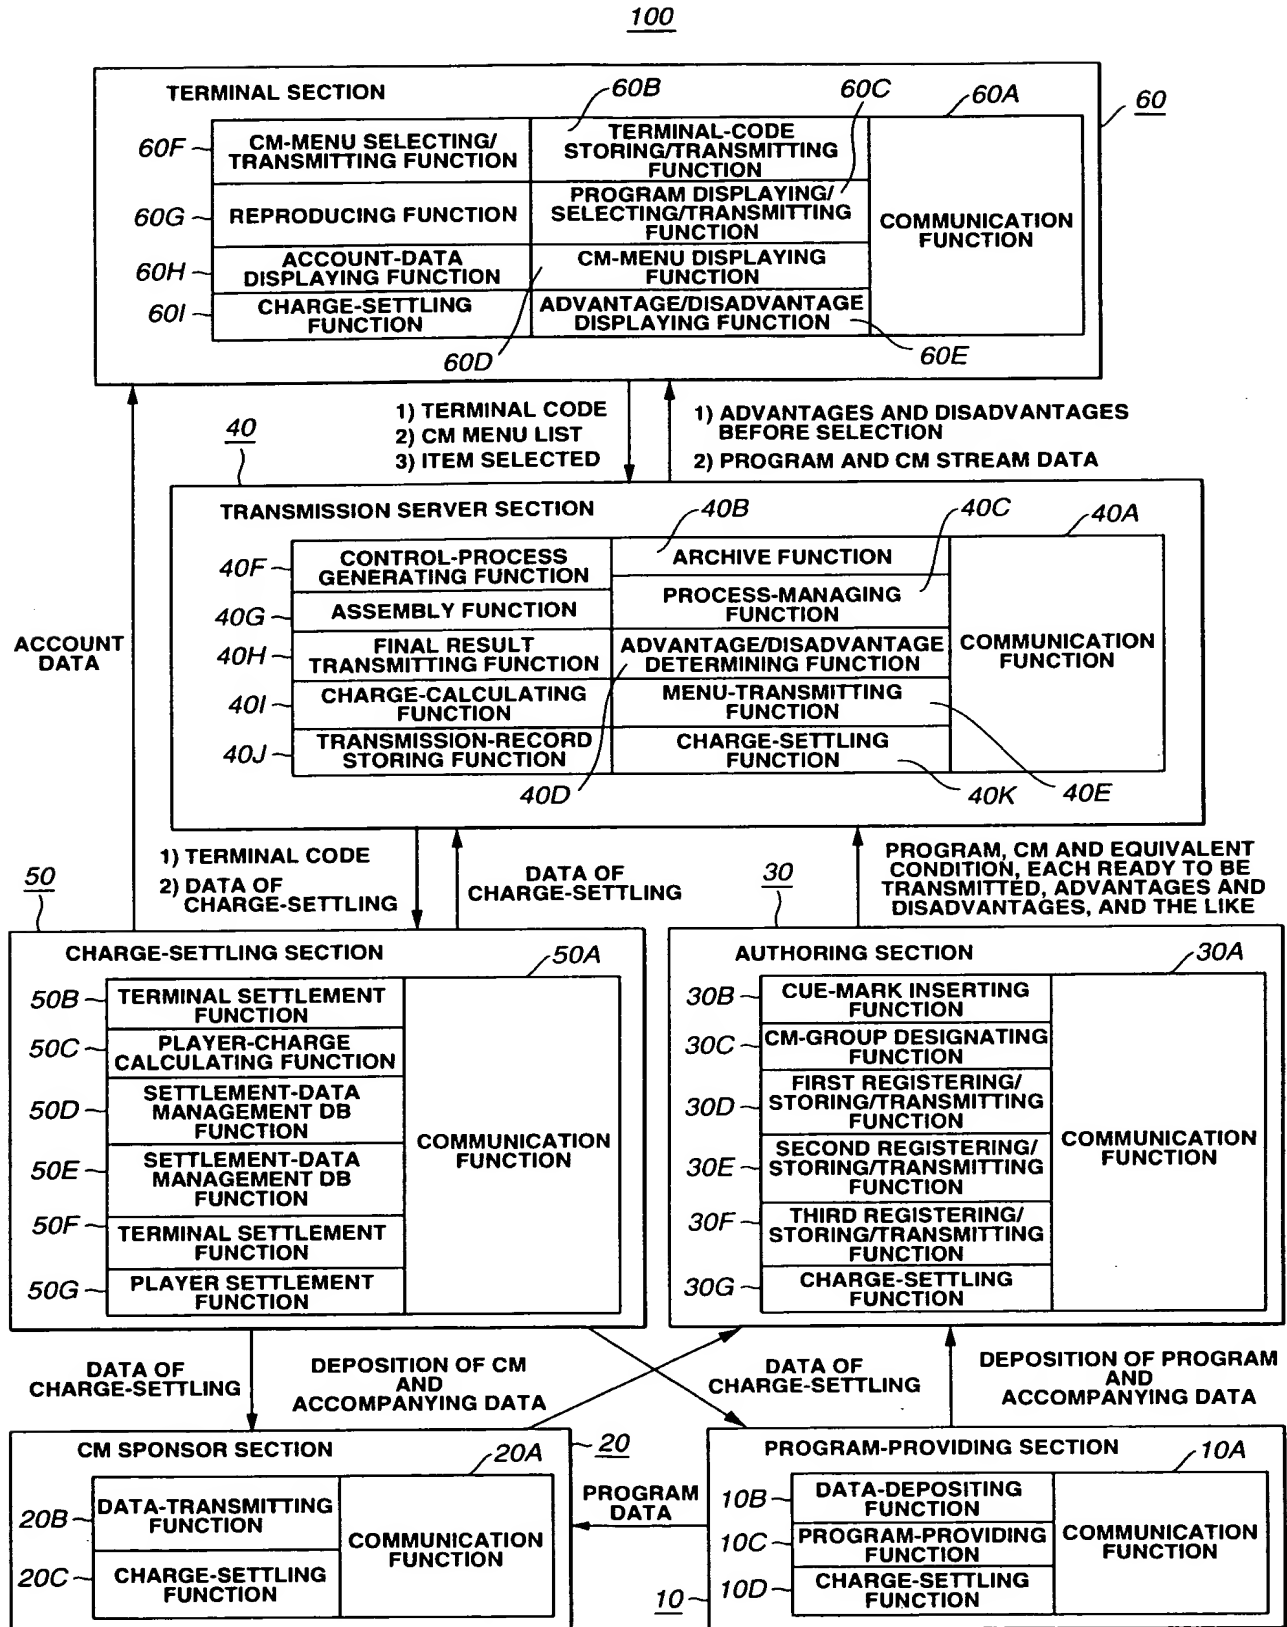 100
TERMINAL SECTION
60B
60C
60A
60
60F
CM-MENU SELECTING/
TRANSMITTING FUNCTION
TERMINAL-CODE
STORING/TRANSMITTING
FUNCTION
60G
REPRODUCING FUNCTION
PROGRAM DISPLAYING/
SELECTING/TRANSMITTING
FUNCTION
COMMUNICATION
FUNCTION
60H
ACCOUNT-DATA
DISPLAYING FUNCTION
CM-MENU DISPLAYING
FUNCTION
60I
CHARGE-SETTLING
FUNCTION
ADVANTAGE/DISADVANTAGE
DISPLAYING FUNCTION
60D
60E
1) TERMINAL CODE
2) CM MENU LIST
3) ITEM SELECTED
1) ADVANTAGES AND DISADVANTAGES
BEFORE SELECTION
2) PROGRAM AND CM STREAM DATA
ACCOUNT
DATA
40
TRANSMISSION SERVER SECTION
40B
40C
40A
40F
CONTROL-PROCESS
GENERATING FUNCTION
ARCHIVE FUNCTION
40G
ASSEMBLY FUNCTION
PROCESS-MANAGING
FUNCTION
40H
FINAL RESULT
TRANSMITTING FUNCTION
ADVANTAGE/DISADVANTAGE
DETERMINING FUNCTION
COMMUNICATION
FUNCTION
40I
CHARGE-CALCULATING
FUNCTION
MENU-TRANSMITTING
FUNCTION
40J
TRANSMISSION-RECORD
STORING FUNCTION
CHARGE-SETTLING
FUNCTION
40D
40K
40E
1) TERMINAL CODE
2) DATA OF
CHARGE-SETTLING
DATA OF
CHARGE-SETTLING
PROGRAM, CM AND EQUIVALENT
CONDITION, EACH READY TO BE
TRANSMITTED, ADVANTAGES AND
DISADVANTAGES, AND THE LIKE
50
CHARGE-SETTLING SECTION
50A
50B
TERMINAL SETTLEMENT
FUNCTION
50C
PLAYER-CHARGE
CALCULATING FUNCTION
50D
SETTLEMENT-DATA
MANAGEMENT DB
FUNCTION
50E
SETTLEMENT-DATA
MANAGEMENT DB
FUNCTION
50F
TERMINAL SETTLEMENT
FUNCTION
50G
PLAYER SETTLEMENT
FUNCTION
COMMUNICATION
FUNCTION
30
AUTHORING SECTION
30A
30B
CUE-MARK INSERTING
FUNCTION
30C
CM-GROUP DESIGNATING
FUNCTION
30D
FIRST REGISTERING/
STORING/TRANSMITTING
FUNCTION
30E
SECOND REGISTERING/
STORING/TRANSMITTING
FUNCTION
30F
THIRD REGISTERING/
STORING/TRANSMITTING
FUNCTION
30G
CHARGE-SETTLING
FUNCTION
COMMUNICATION
FUNCTION
DATA OF
CHARGE-SETTLING
DEPOSITION OF CM
AND
ACCOMPANYING DATA
DATA OF
CHARGE-SETTLING
DEPOSITION OF PROGRAM
AND
ACCOMPANYING DATA
CM SPONSOR SECTION
20
20A
20B
DATA-TRANSMITTING
FUNCTION
20C
CHARGE-SETTLING
FUNCTION
COMMUNICATION
FUNCTION
PROGRAM
DATA
PROGRAM-PROVIDING SECTION
10A
10B
DATA-DEPOSITING
FUNCTION
10C
PROGRAM-PROVIDING
FUNCTION
10D
CHARGE-SETTLING
FUNCTION
COMMUNICATION
FUNCTION
10